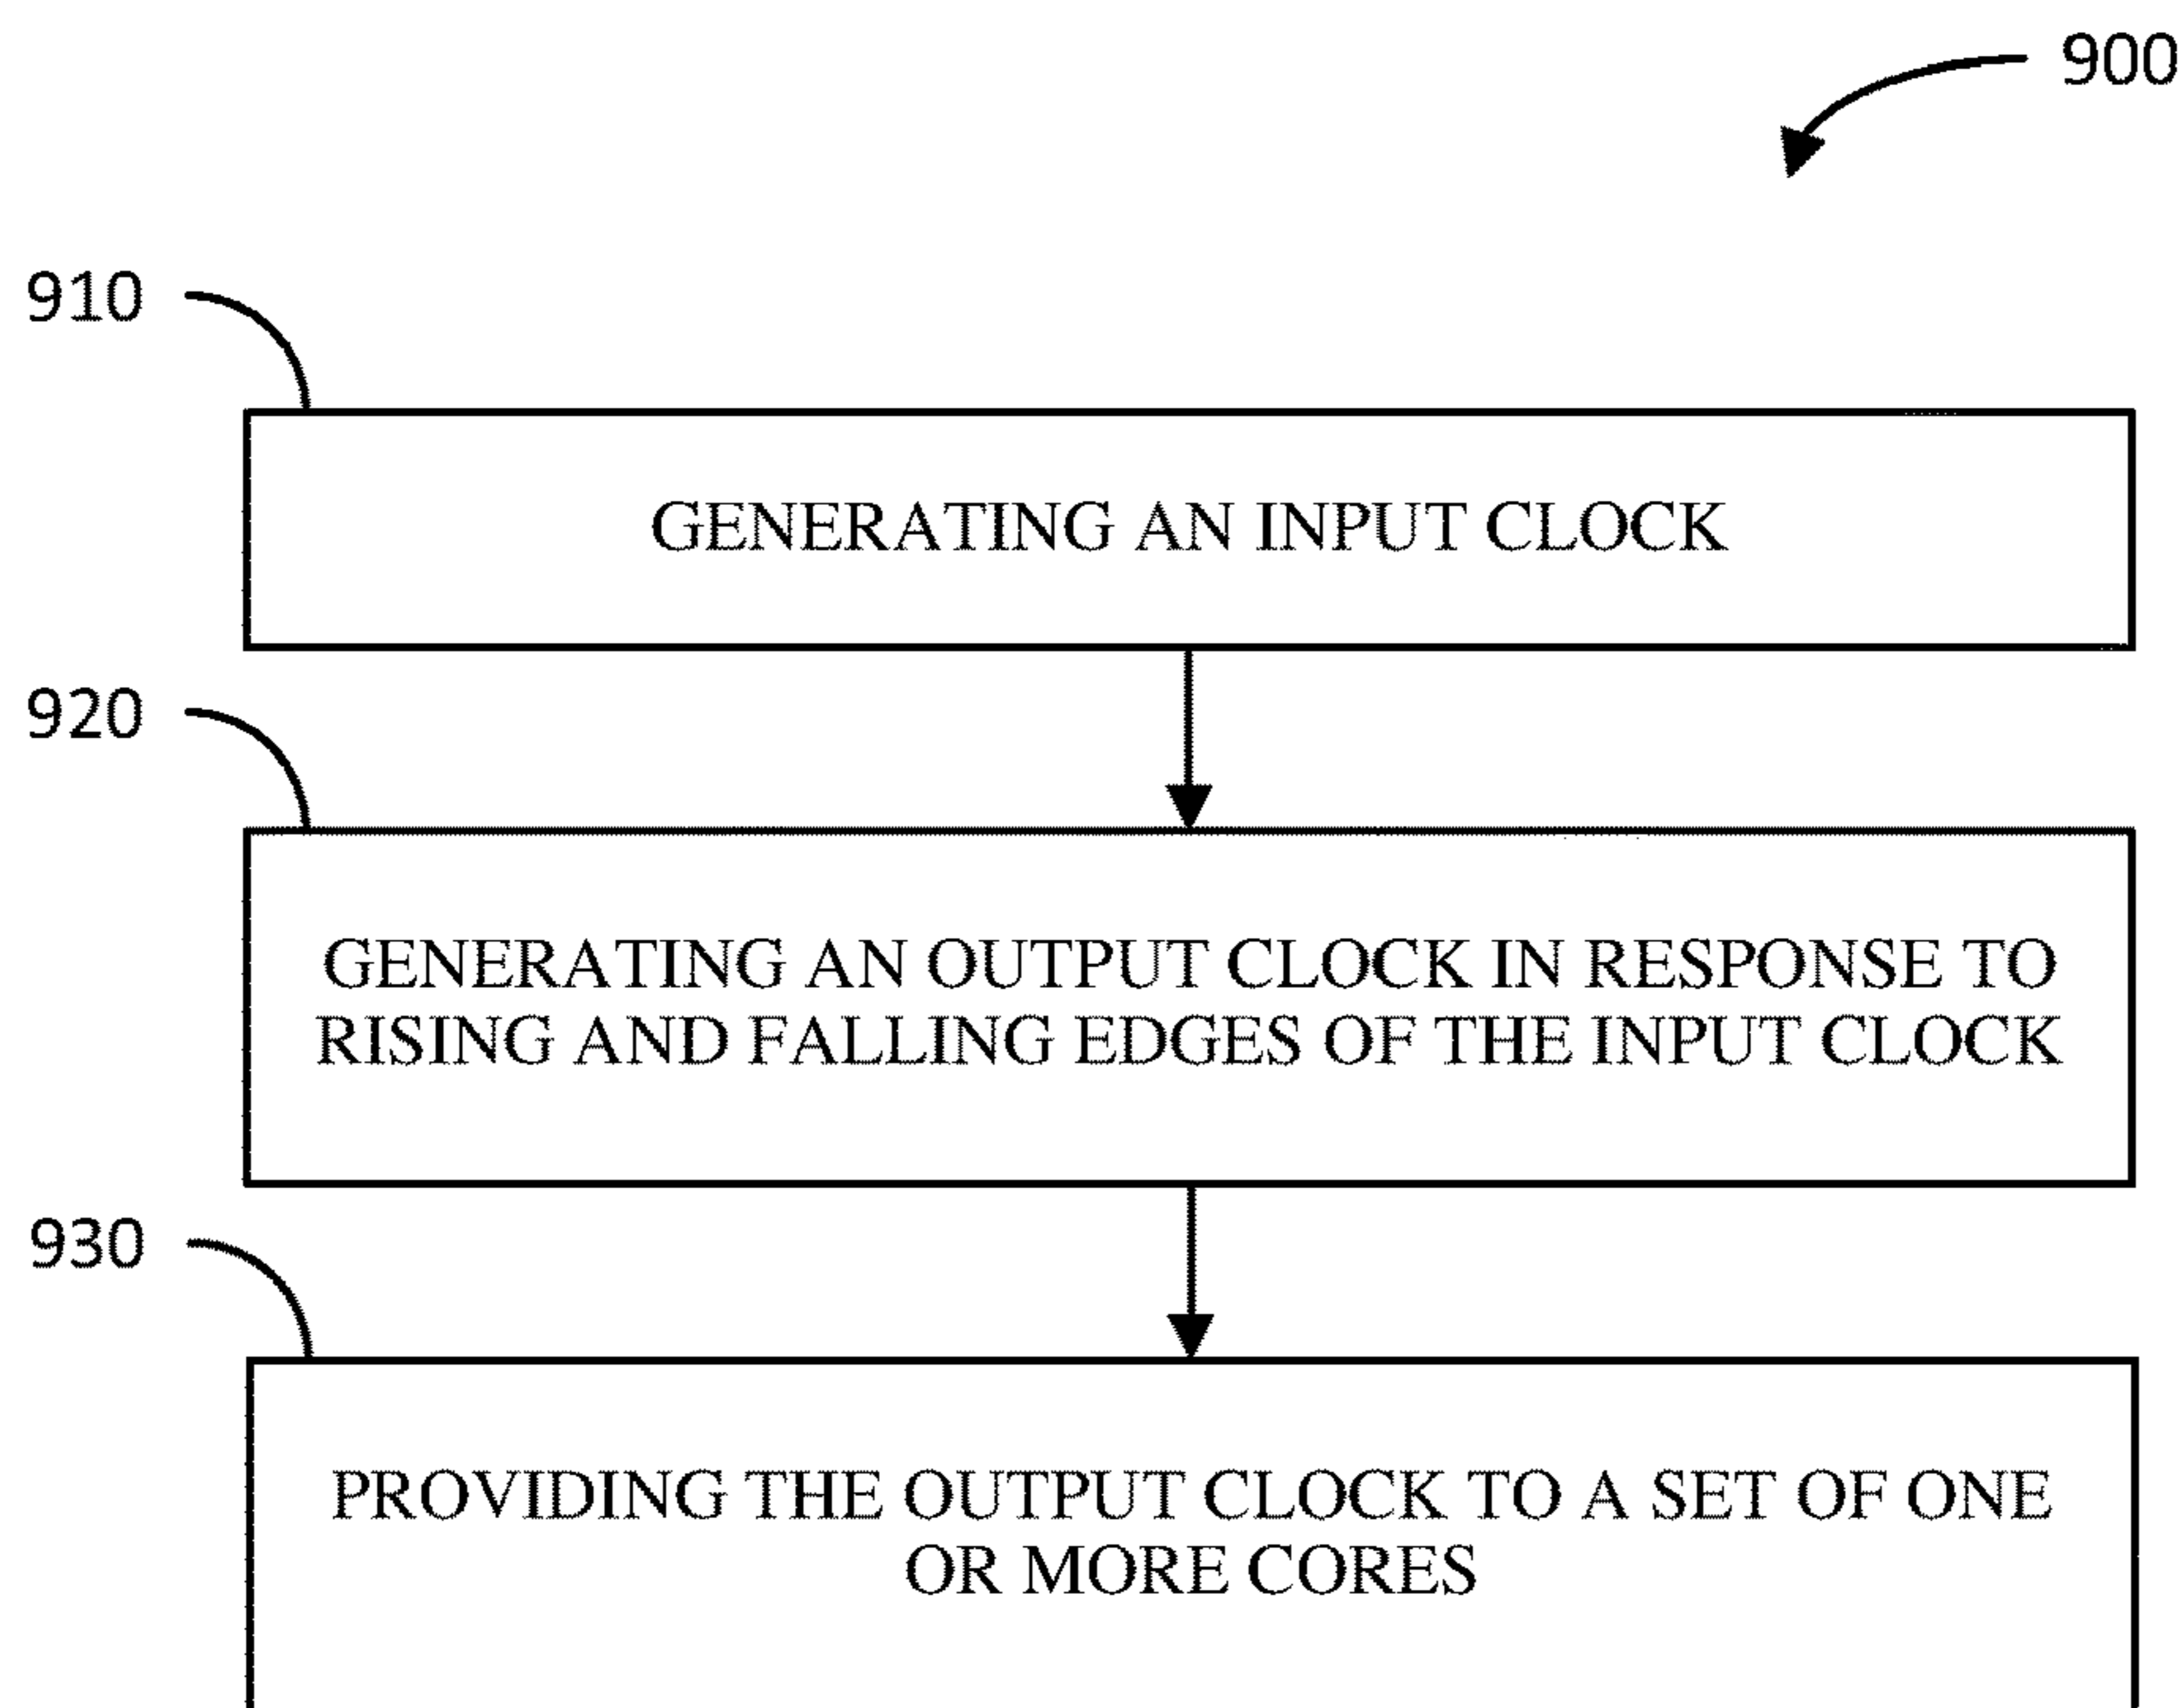 900
910
GENERATING AN INPUT CLOCK
920
GENERATING AN OUTPUT CLOCK IN RESPONSE TO
RISING AND FALLING EDGES OF THE INPUT CLOCK
930
PROVIDING THE OUTPUT CLOCK TO A SET OF ONE
OR MORE CORES